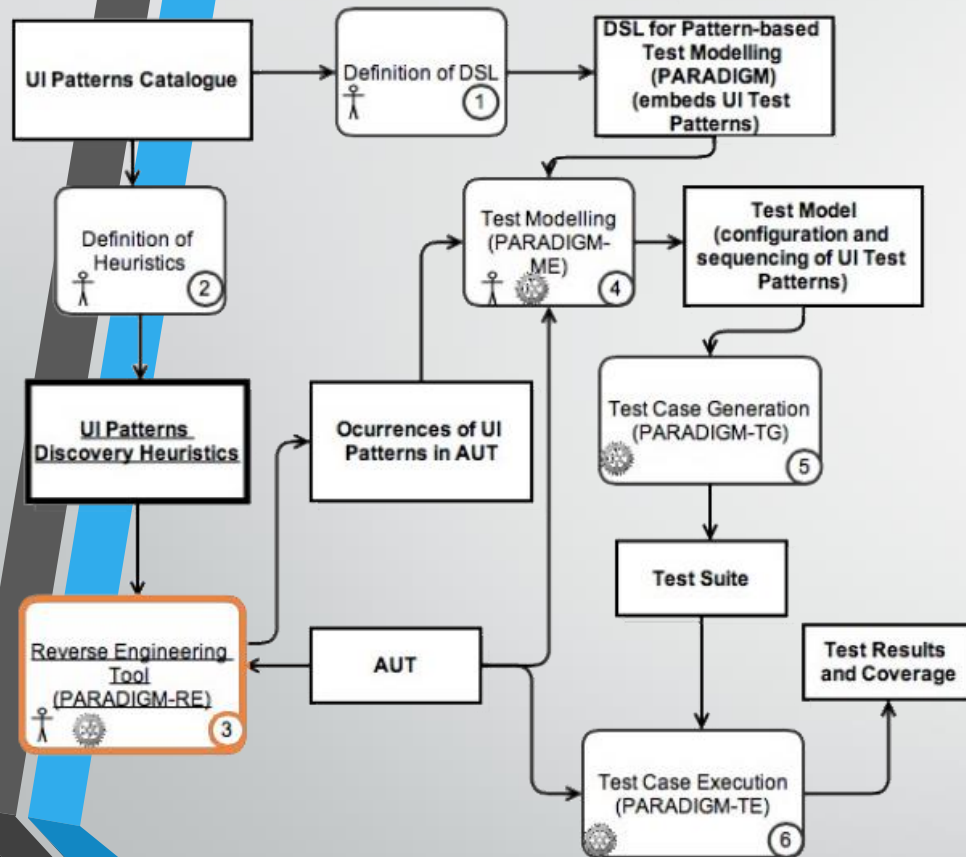 UI Patterns Catalogue
Definition of DSL
1
DSL for Pattern-based
Test Modelling
(PARADIGM)
(embeds UI Test
Patterns)
Definition of
Heuristics
2
Test Modelling
(PARADIGM-
ME)
4
Test Model
(configuration and
sequencing of UI Test
Patterns)
UI Patterns
Discovery Heuristics
Ocurrences of UI
Patterns in AUT
Test Case Generation
(PARADIGM-TG)
5
Test Suite
Reverse Engineering
Tool
(PARADIGM-RE)
3
AUT
Test Results
and Coverage
Test Case Execution
(PARADIGM-TE)
6